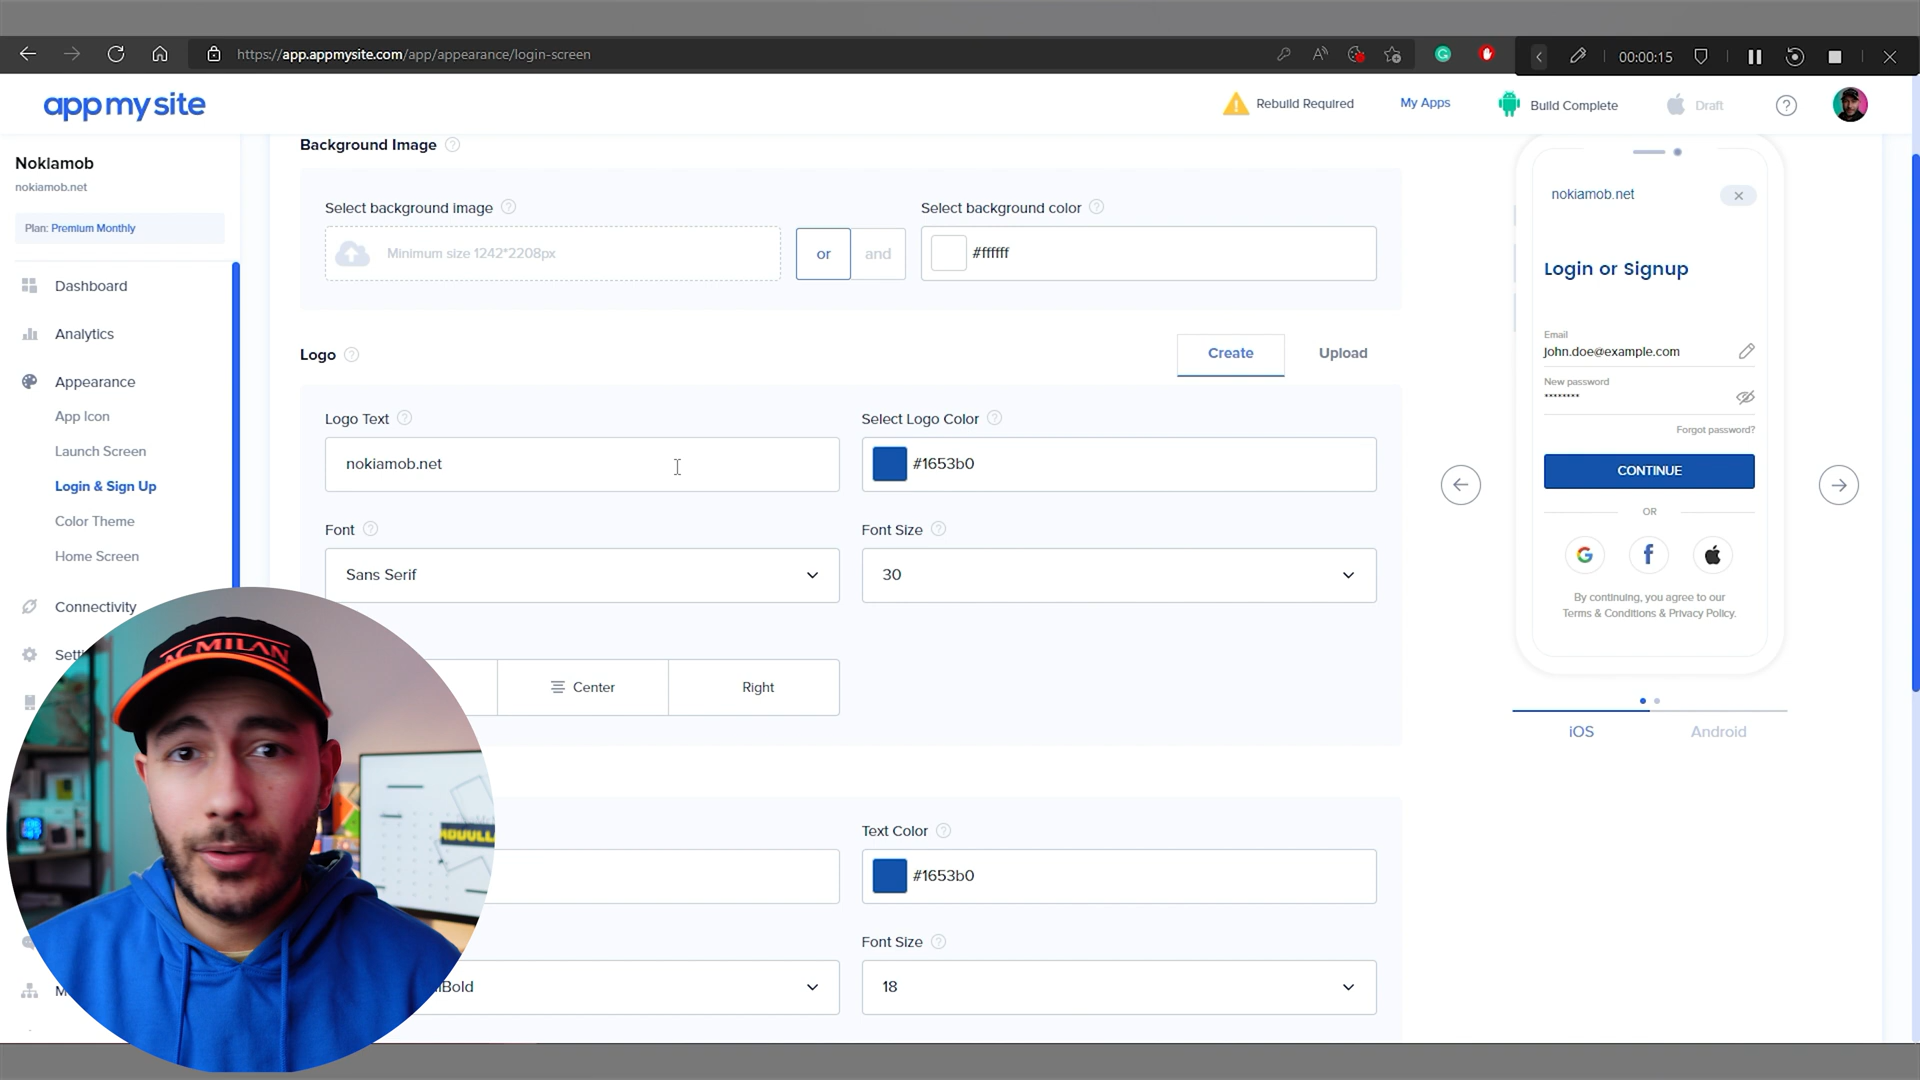 https://app.appmysite.com/app/appearance/login-screen
00:00:15
appmysite
Rebuild Required
My Apps
Build Complete
Draft
Nokiamob
nokiamob.net
Plan: Premium Monthly
Dashboard
Analytics
Appearance
App Icon
Launch Screen
Login & Sign Up
Color Theme
Home Screen
Connectivity
Background Image
Select background image
Minimum size 1242*2208px
or
and
Select background color
#ffffff
Logo
Create
Upload
Logo Text
nokiamob.net
Select Logo Color
#1653b0
Font
Sans Serif
Font Size
30
Center
Right
Text Color
#1653b0
Font Size
18
AC MILAN
nokiamob.net
Login or Signup
Email
john.doe@example.com
New password
********
Forgot password?
CONTINUE
OR
By continuing, you agree to our
Terms & Conditions & Privacy Policy.
iOS
Android